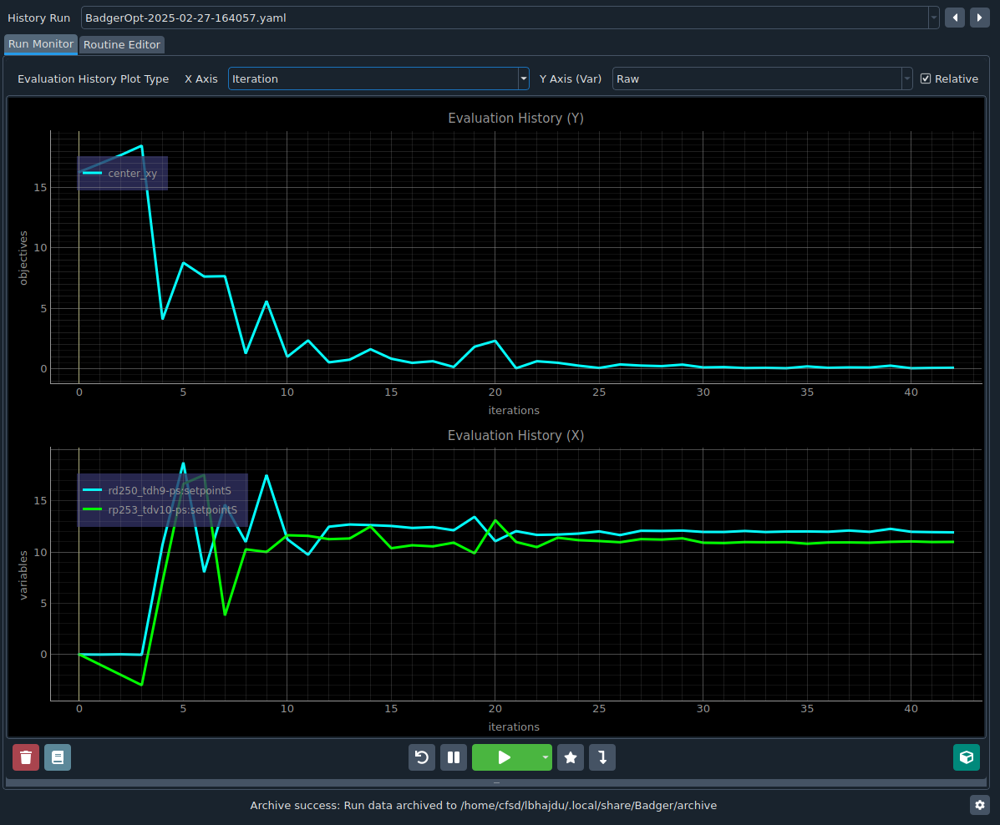 History Run BadgerOpt-2025-02-27-164057.yaml
Run Monitor Routine Editor
Evaluation History Plot Type X Axis Iteration Y Axis (Var) Raw Relative
Evaluation History (Y)
center_xy
15
10
5
0
objectives
0 5 10 15 20 25 30 35 40
iterations
Evaluation History (X)
rd250_tdh9-ps:setpointS
rp253_tdv10-ps:setpointS
15
10
5
0
variables
0 5 10 15 20 25 30 35 40
iterations
Archive success: Run data archived to /home/cfsd/lbhajdu/.local/share/Badger/archive